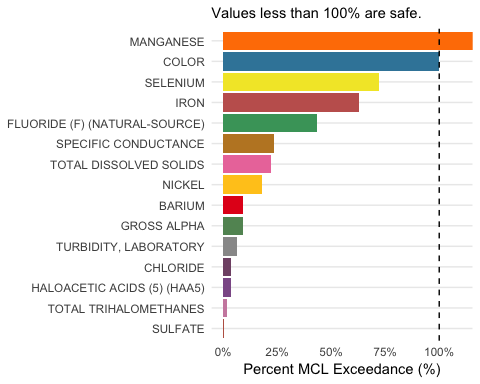 Values less than 100% are safe.
MANGANESE
COLOR
SELENIUM
IRON
FLUORIDE (F) (NATURAL-SOURCE)
SPECIFIC CONDUCTANCE
TOTAL DISSOLVED SOLIDS
NICKEL
BARIUM
GROSS ALPHA
TURBIDITY, LABORATORY
CHLORIDE
HALOACETIC ACIDS (5) (HAA5)
TOTAL TRIHALOMETHANES
SULFATE
0% 25% 50% 75% 100%
Percent MCL Exceedance (%)